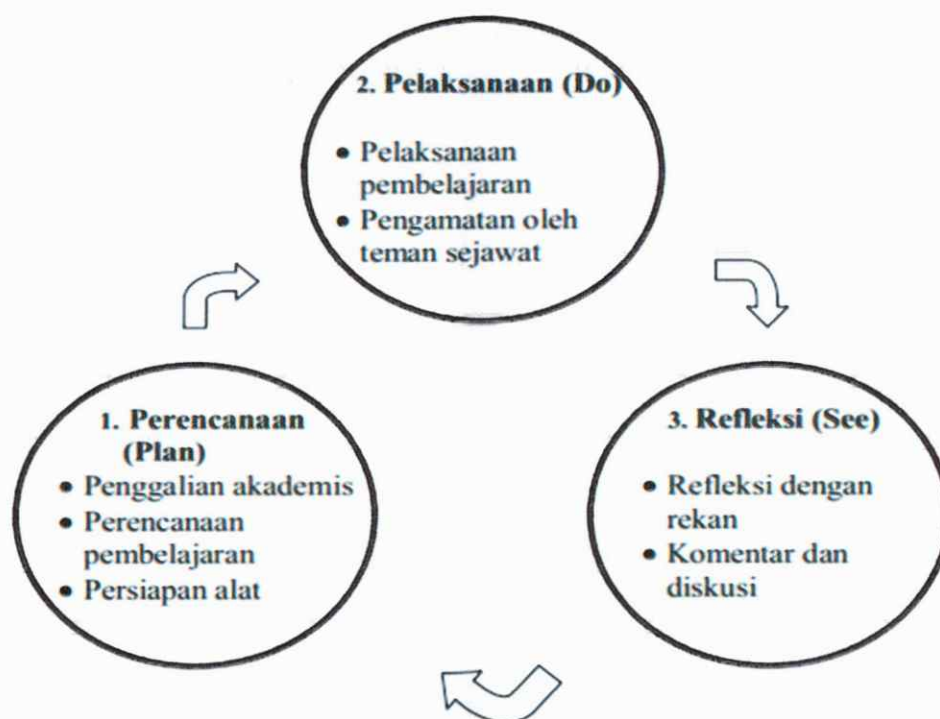 2. Pelaksanaan (Do)
• Pelaksanaan
pembelajaran
• Pengamatan oleh
teman sejawat
1. Perencanaan
(Plan)
• Penggalian akademis
• Perencanaan
pembelajaran
• Persiapan alat
3. Refleksi (See)
• Refleksi dengan
rekan
• Komentar dan
diskusi